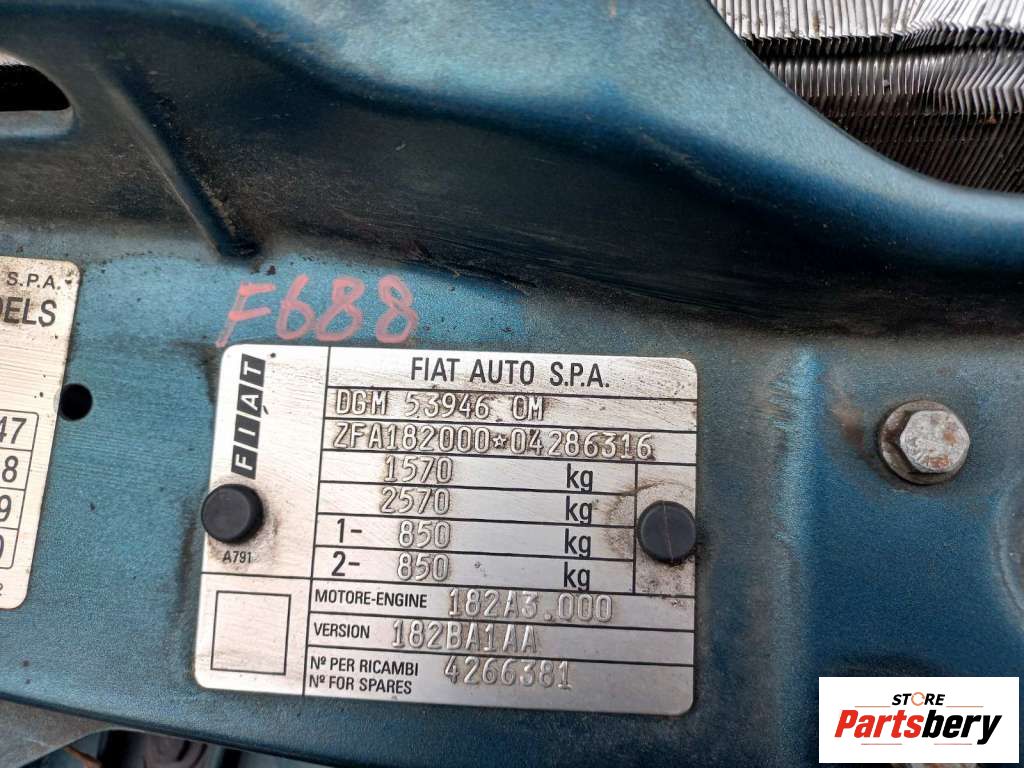 S.P.A.
DELS
47
8
9
F688
FIAT
A791
FIAT AUTO S.P.A.
DGM 53946 OM
ZFA182000*04286316
1570 kg
2570 kg
1- 850 kg
2- 850 kg
MOTORE-ENGINE 182A3.000
VERSION 182BA1AA
Nº PER RICAMBI
Nº FOR SPARES 4266381
STORE
Partsbery